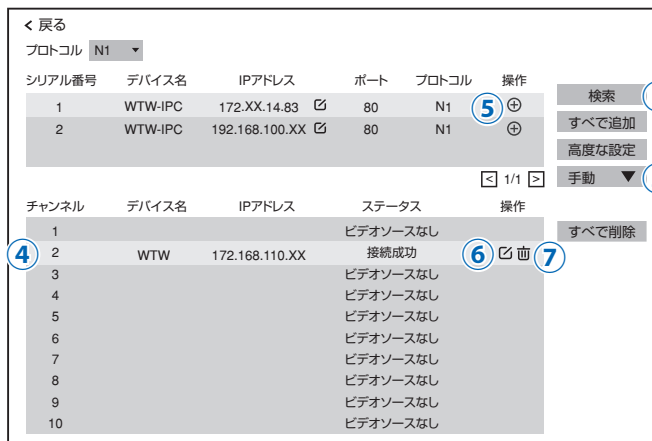 < 戻る
プロトコル N1 ▼
シリアル番号 デバイス名 IPアドレス ポート プロトコル 操作
1 WTW-IPC 172.XX.14.83 80 N1 ⑤ ⊕
2 WTW-IPC 192.168.100.XX 80 N1 ⊕
検索
すべで追加
高度な設定
手動 ▼
< 1/1 >
チャンネル デバイス名 IPアドレス ステータス 操作
すべで削除
1 ビデオソースなし
④ 2 WTW 172.168.110.XX 接続成功 ⑥ ⑦
3 ビデオソースなし
4 ビデオソースなし
5 ビデオソースなし
6 ビデオソースなし
7 ビデオソースなし
8 ビデオソースなし
9 ビデオソースなし
10 ビデオソースなし